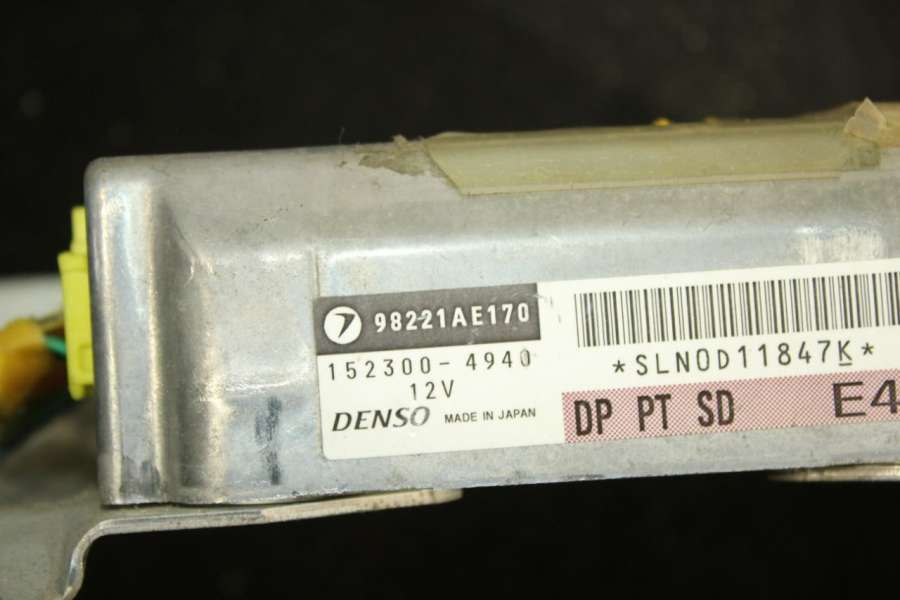 98221AE170
152300-4940
12V
DENSO MADE IN JAPAN
*SLN0D11847K*
DP PT SD E4